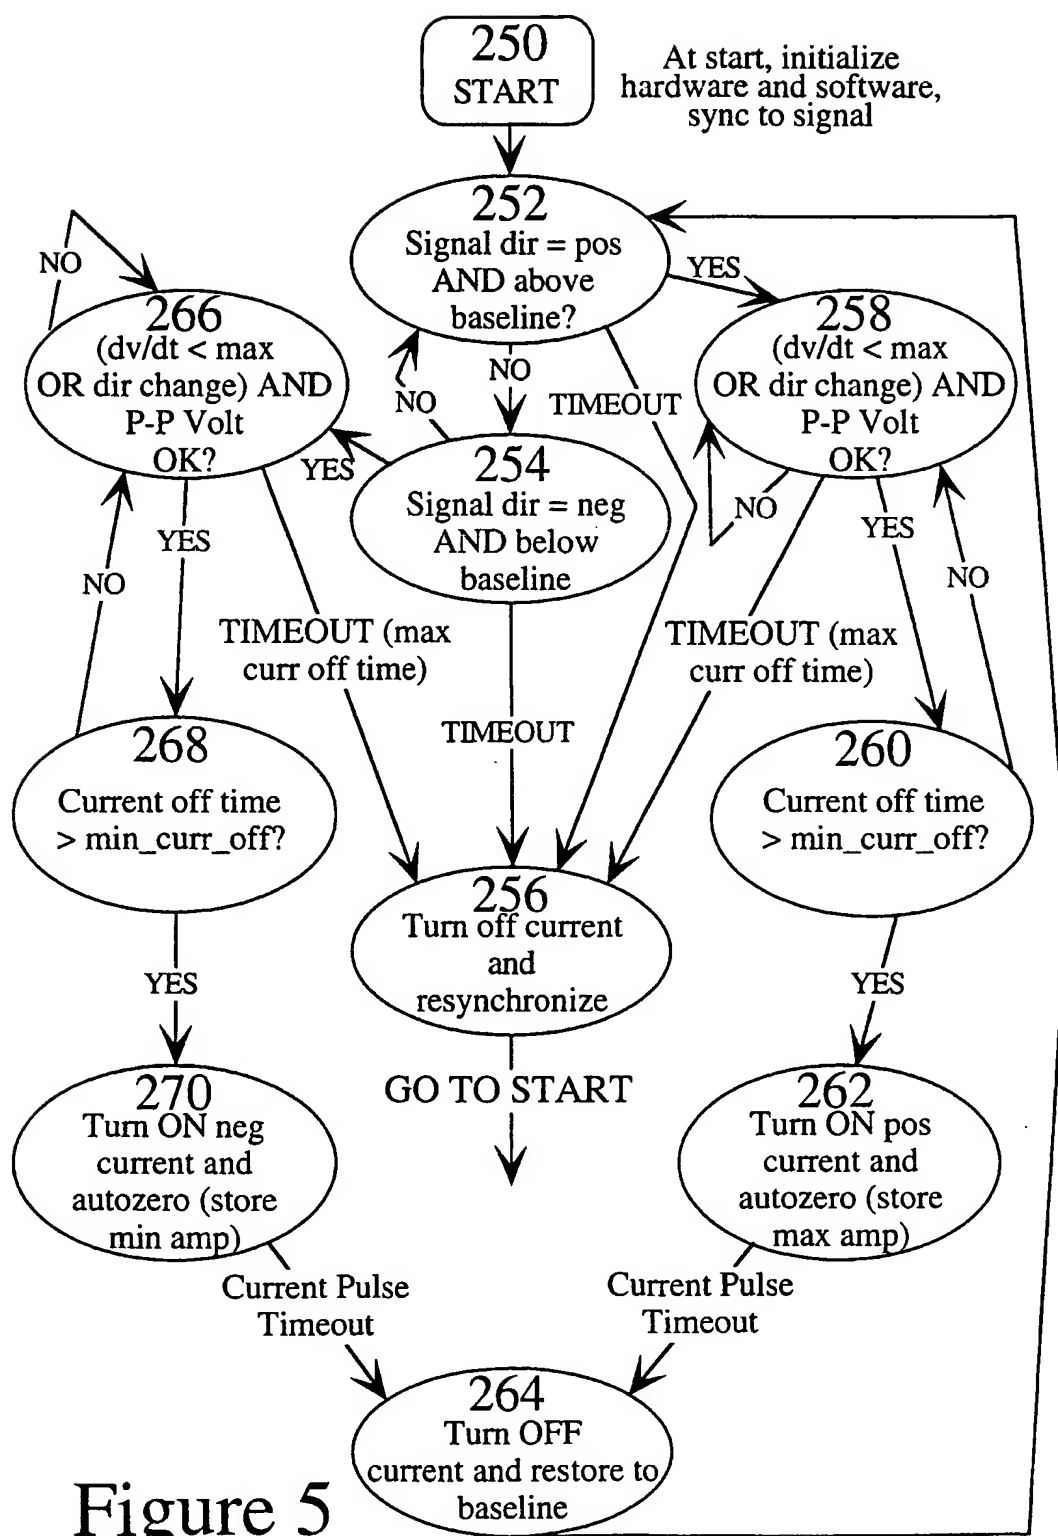 250
START
At start, initialize
hardware and software,
sync to signal
252
Signal dir = pos
AND above
baseline?
NO
YES
266
(dv/dt < max
OR dir change) AND
P-P Volt
OK?
258
(dv/dt < max
OR dir change) AND
P-P Volt
OK?
NO
NO
TIMEOUT
YES
254
Signal dir = neg
AND below
baseline
NO
YES
YES
NO
NO
TIMEOUT (max
curr off time)
TIMEOUT (max
curr off time)
TIMEOUT
268
Current off time
> min_curr_off?
260
Current off time
> min_curr_off?
256
Turn off current
and
resynchronize
YES
YES
GO TO START
270
Turn ON neg
current and
autozero (store
min amp)
262
Turn ON pos
current and
autozero (store
max amp)
Current Pulse
Timeout
Current Pulse
Timeout
264
Turn OFF
current and restore to
baseline
Figure 5